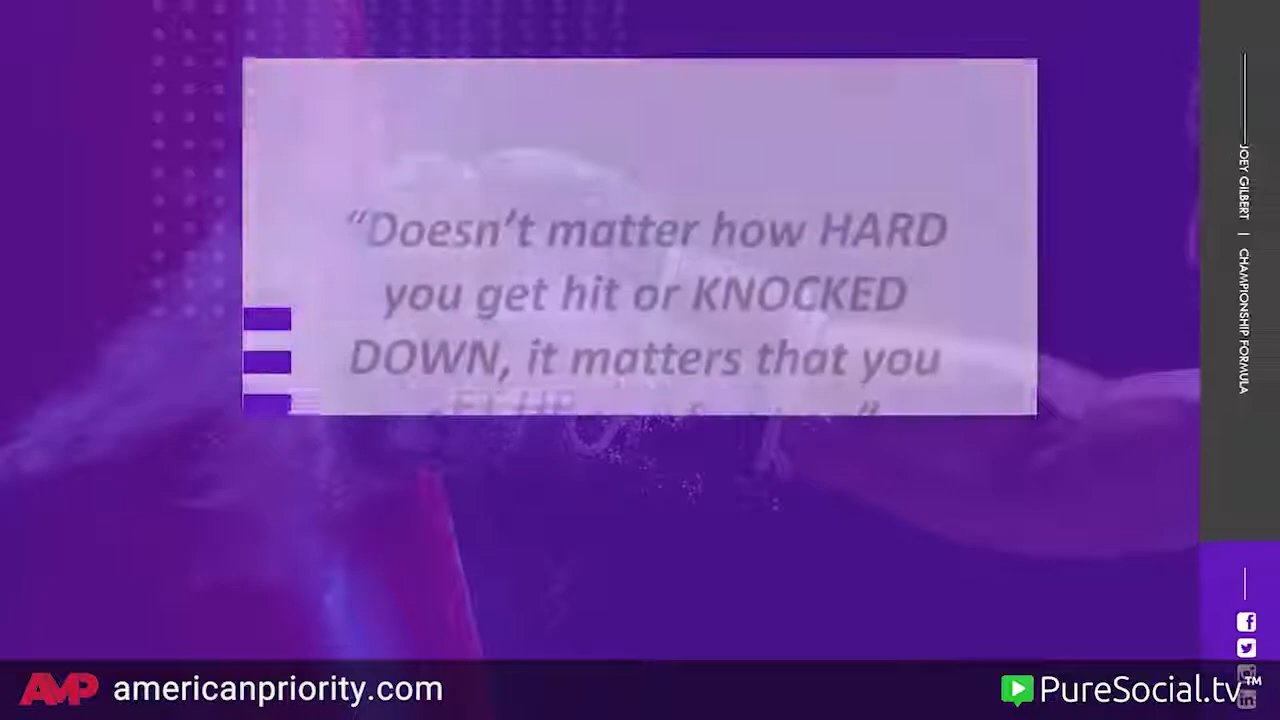 “Doesn’t matter how HARD
you get hit or KNOCKED
DOWN, it matters that you
JOEY GILBERT | CHAMPIONSHIP FORMULA
AMP americanpriority.com
PureSocial.tv™